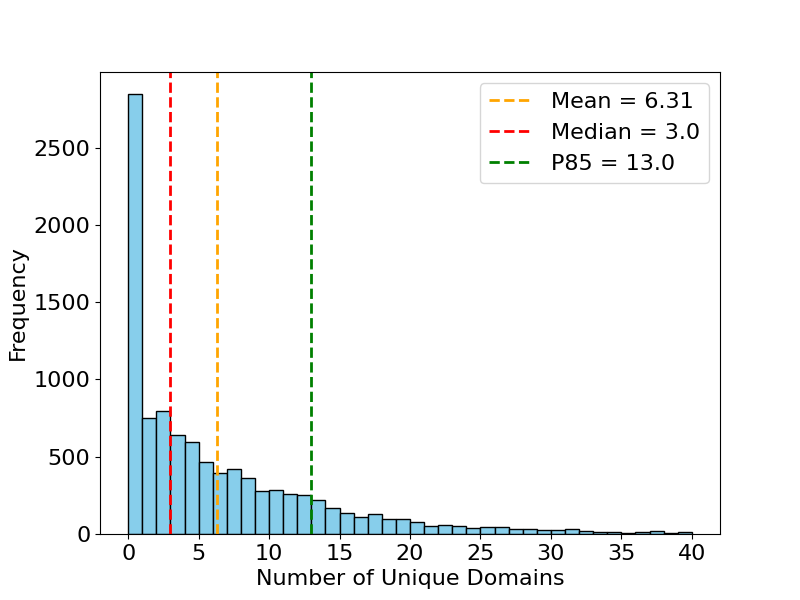 Mean = 6.31
Median = 3.0
P85 = 13.0
2500
2000
1500
1000
500
0
Frequency
0 5 10 15 20 25 30 35 40
Number of Unique Domains